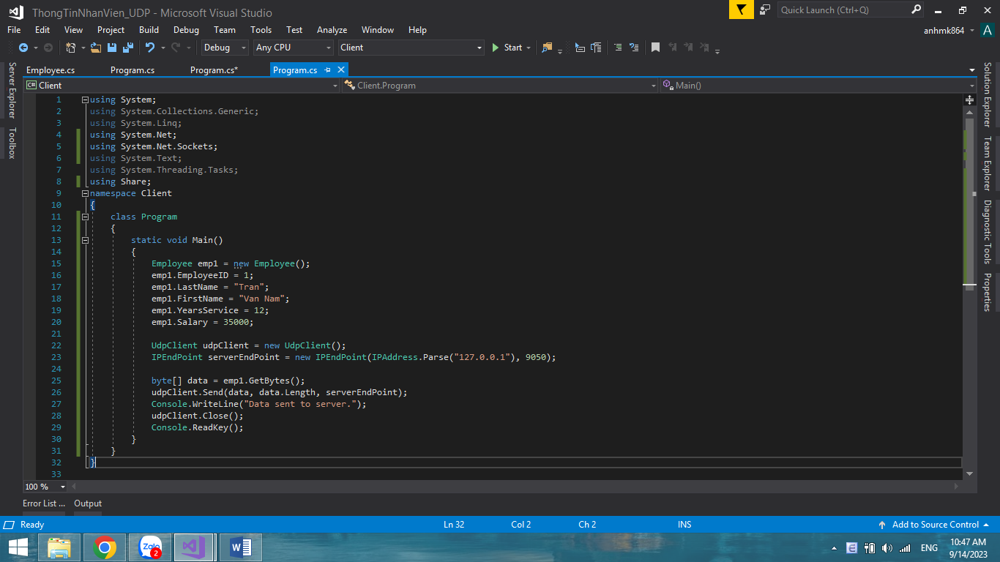 ThongTinNhanVien_UDP - Microsoft Visual Studio
Quick Launch (Ctrl+Q)
File Edit View Project Build Debug Team Tools Test Analyze Window Help
anhmk864 A
Debug Any CPU Client Start
Employee.cs Program.cs Program.cs* Program.cs
C# Client Client.Program Main()
Server Explorer
Toolbox
1 using System;
2 using System.Collections.Generic;
3 using System.Linq;
4 using System.Net;
5 using System.Net.Sockets;
6 using System.Text;
7 using System.Threading.Tasks;
8 using Share;
9 namespace Client
10 {
11 class Program
12 {
13 static void Main()
14 {
15 Employee emp1 = new Employee();
16 emp1.EmployeeID = 1;
17 emp1.LastName = "Tran";
18 emp1.FirstName = "Van Nam";
19 emp1.YearsService = 12;
20 emp1.Salary = 35000;
21
22 UdpClient udpClient = new UdpClient();
23 IPEndPoint serverEndPoint = new IPEndPoint(IPAddress.Parse("127.0.0.1"), 9050);
24
25 byte[] data = emp1.GetBytes();
26 udpClient.Send(data, data.Length, serverEndPoint);
27 Console.WriteLine("Data sent to server.");
28 udpClient.Close();
29 Console.ReadKey();
30 }
31 }
32 }
33
Solution Explorer
Team Explorer
Diagnostic Tools
Properties
100 %
Error List ... Output
Ready Ln 32 Col 2 Ch 2 INS Add to Source Control
Zalo 2 W E ENG 10:47 AM
9/14/2023